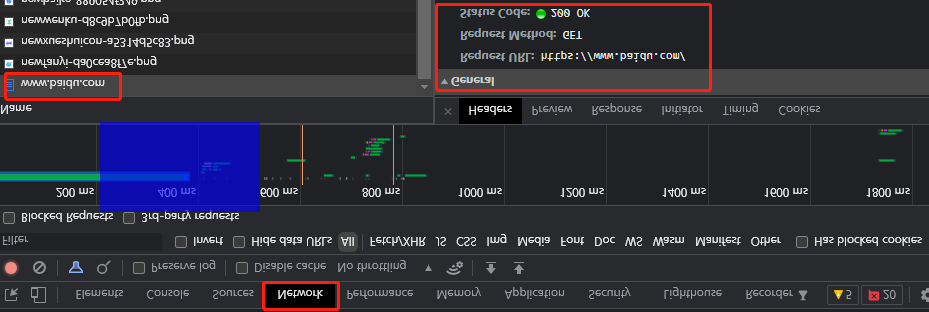 Elements Console Sources Network Performance Memory Application Security Lighthouse Recorder 5 20
Preserve log Disable cache No throttling
Filter Invert Hide data URLs All Fetch/XHR JS CSS Img Media Font Doc WS Wasm Manifest Other Has blocked cookies
Blocked Requests 3rd-party requests
200 ms 400 ms 600 ms 800 ms 1000 ms 1200 ms 1400 ms 1600 ms 1800 ms
Name Headers Preview Response Initiator Timing Cookies
www.baidu.com General
newfanyi-da0cea8f7e.png Request URL: https://www.baidu.com/
newxueshuicon-a5314d5c83.png Request Method: GET
newwenku-d8c9b7b0fb.png Status Code: 200 OK
newbaike-889054f349.png